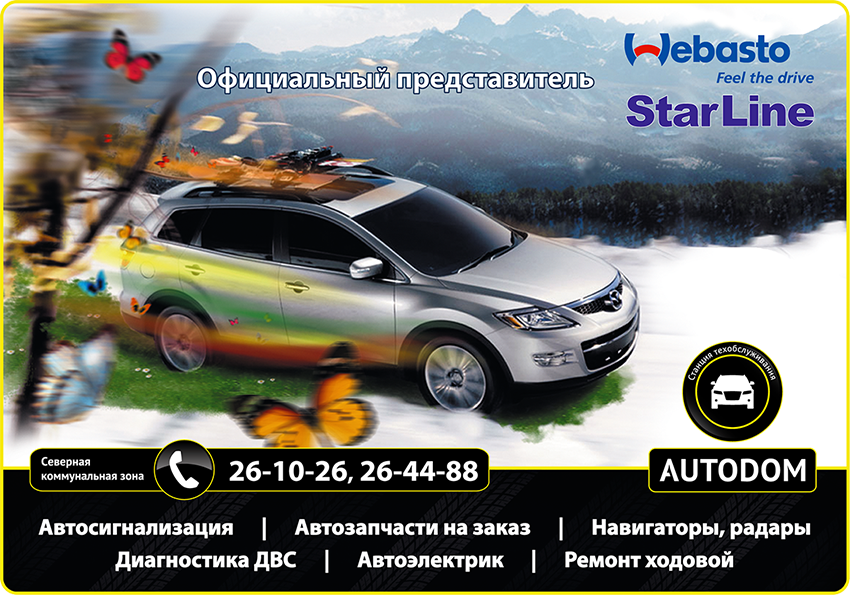 Официальный представитель
Webasto
Feel the drive
StarLine
Станция техобслуживания
Северная
коммунальная зона
26-10-26, 26-44-88
AUTODOM
Автосигнализация | Автозапчасти на заказ | Навигаторы, радары
Диагностика ДВС | Автоэлектрик | Ремонт ходовой